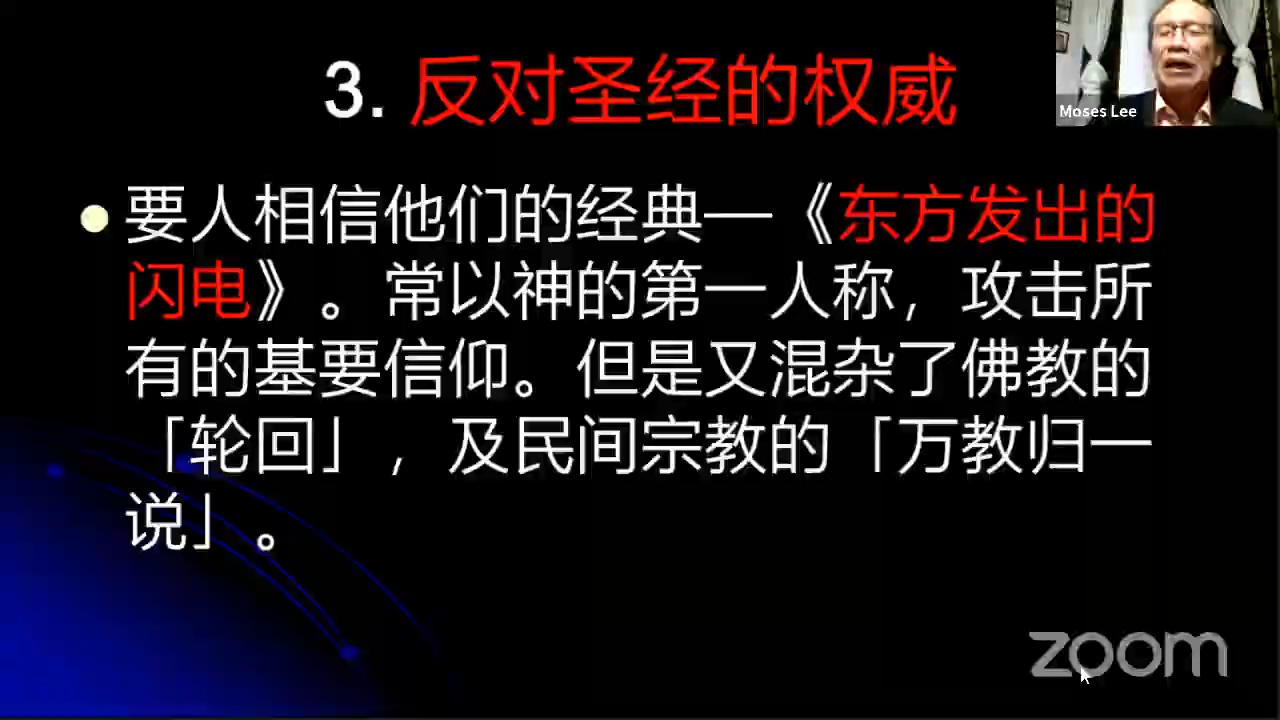 3. 反对圣经的权威
要人相信他们的经典—《东方发出的
闪电》。常以神的第一人称，攻击所
有的基要信仰。但是又混杂了佛教的
「轮回」，及民间宗教的「万教归一
说」。
Moses Lee
zoom